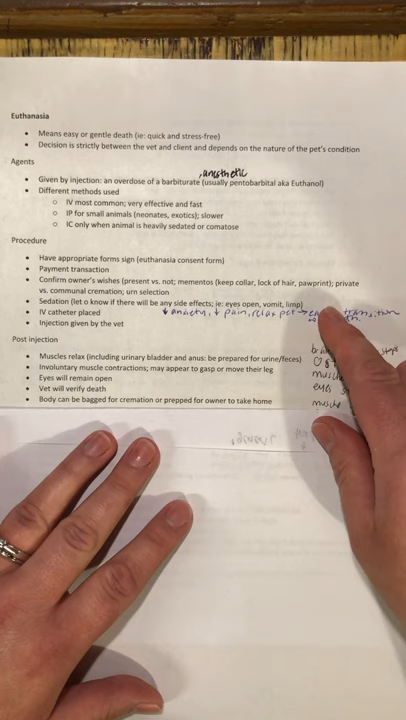 Euthanasia
• Means easy or gentle death (ie: quick and stress-free)
• Decision is strictly between the vet and client and depends on the nature of the pet's condition
Agents
, anesthetic
• Given by injection: an overdose of a barbiturate (usually pentobarbital aka Euthanol)
• Different methods used
o IV most common; very effective and fast
o IP for small animals (neonates, exotics); slower
o IC only when animal is heavily sedated or comatose
Procedure
• Have appropriate forms sign (euthanasia consent form)
• Payment transaction
• Confirm owner's wishes (present vs. not; mementos (keep collar, lock of hair, pawprint); private
vs. communal cremation; urn selection
• Sedation (let o know if there will be any side effects; ie: eyes open, vomit, limp)
• IV catheter placed ↓ anxiety, ↓ pain, relax pet → transition
• Injection given by the vet
Post injection
• Muscles relax (including urinary bladder and anus: be prepared for urine/feces)
• Involuntary muscle contractions; may appear to gasp or move their leg
• Eyes will remain open
• Vet will verify death
• Body can be bagged for cremation or prepped for owner to take home
stops
muscle
eyes
muscle